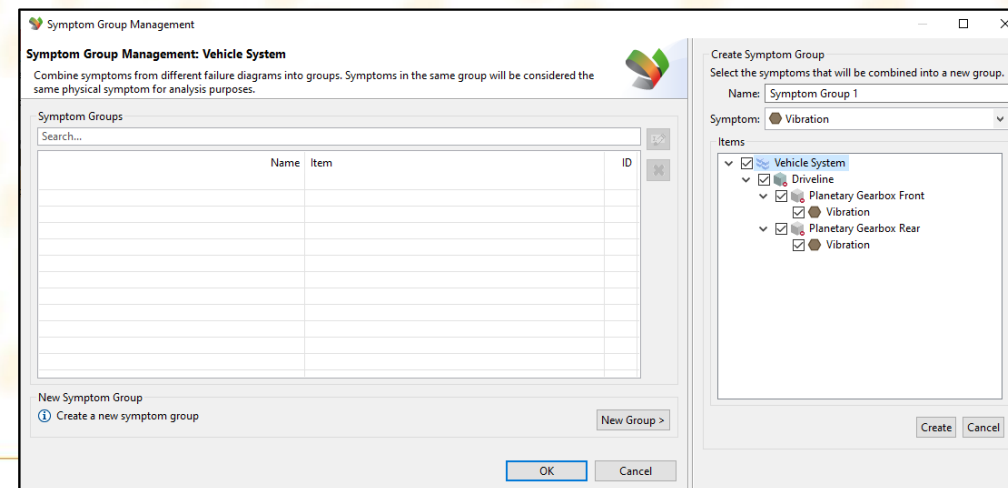 Symptom Group Management
Symptom Group Management: Vehicle System
Combine symptoms from different failure diagrams into groups. Symptoms in the same group will be considered the
same physical symptom for analysis purposes.
Symptom Groups
Search...
Name Item ID
New Symptom Group
Create a new symptom group
New Group >
OK Cancel
Create Symptom Group
Select the symptoms that will be combined into a new group.
Name: Symptom Group 1
Symptom: Vibration
Items
Vehicle System
Driveline
Planetary Gearbox Front
Vibration
Planetary Gearbox Rear
Vibration
Create Cancel